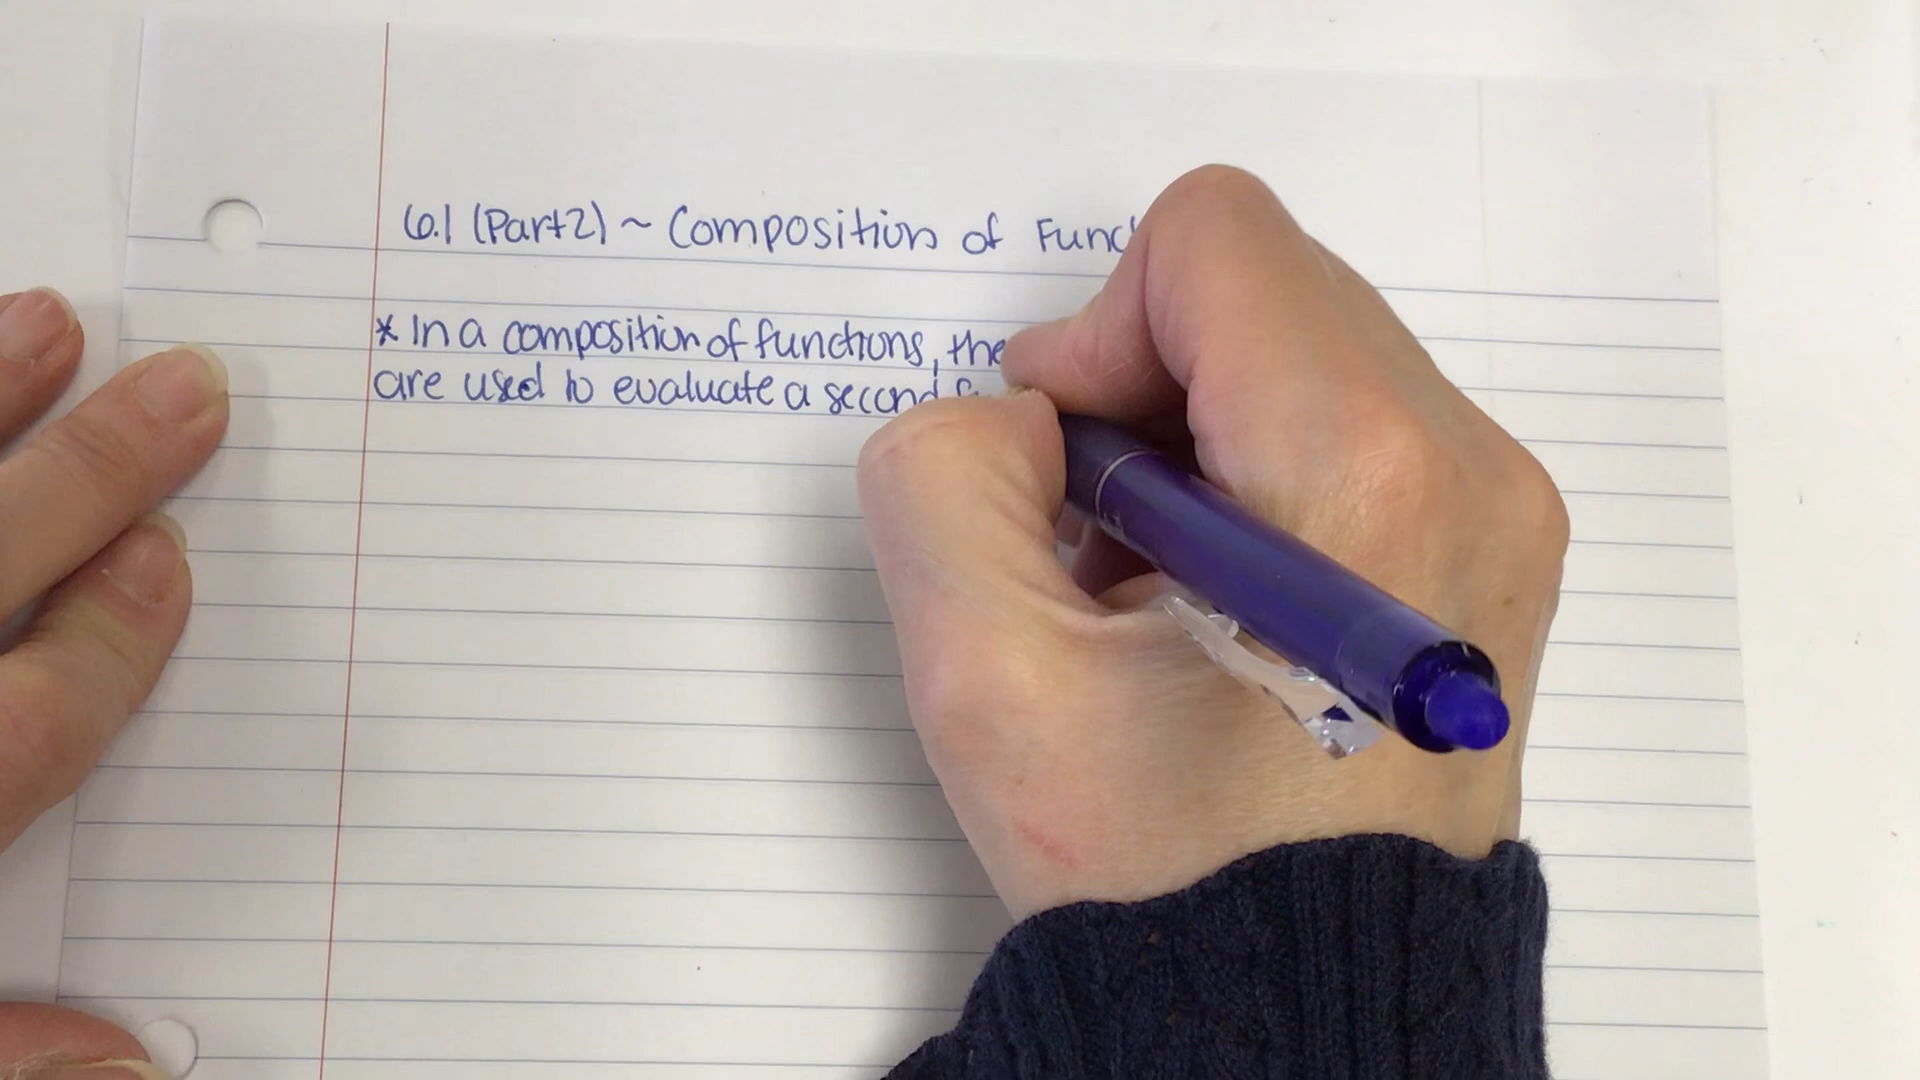 6.1 (Part 2) ~ Composition of Func
* In a composition of functions, the
are used to evaluate a second